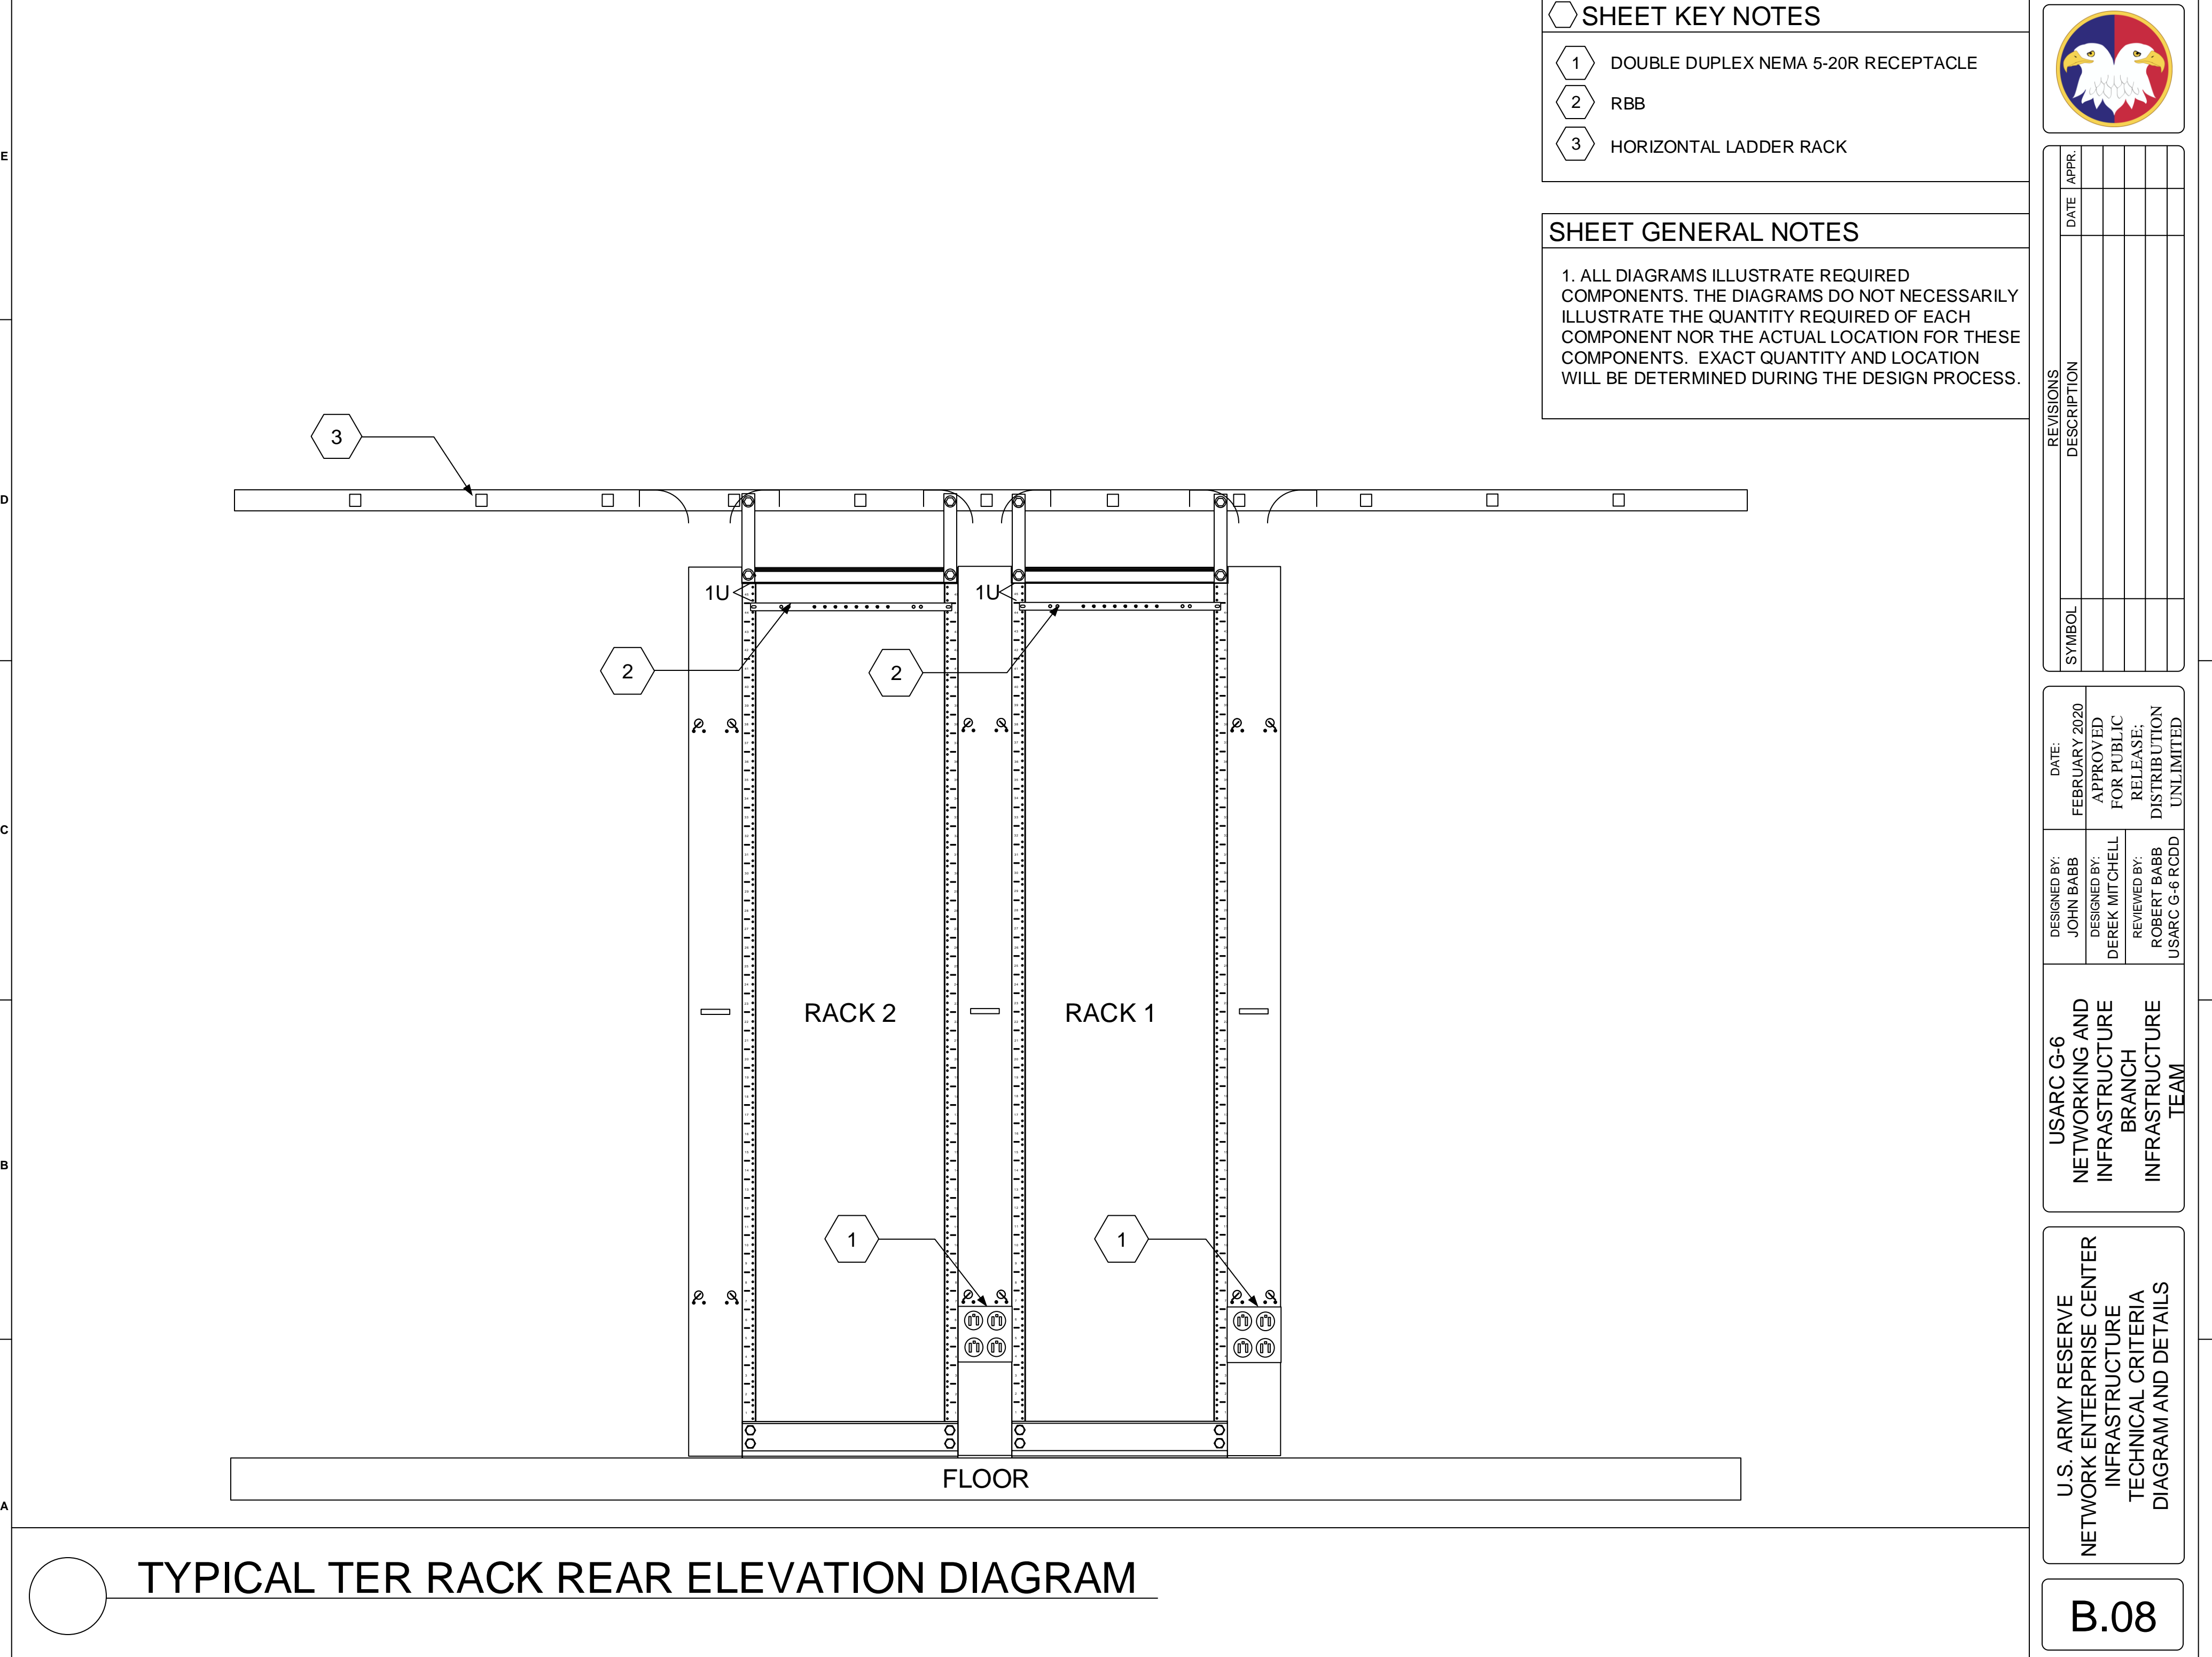 SHEET KEY NOTES
1 DOUBLE DUPLEX NEMA 5-20R RECEPTACLE
2 RBB
3 HORIZONTAL LADDER RACK
SHEET GENERAL NOTES
1. ALL DIAGRAMS ILLUSTRATE REQUIRED
COMPONENTS. THE DIAGRAMS DO NOT NECESSARILY
ILLUSTRATE THE QUANTITY REQUIRED OF EACH
COMPONENT NOR THE ACTUAL LOCATION FOR THESE
COMPONENTS. EXACT QUANTITY AND LOCATION
WILL BE DETERMINED DURING THE DESIGN PROCESS.
E
D
C
B
A
3
1U
1U
2
2
RACK 2
RACK 1
1
1
FLOOR
TYPICAL TER RACK REAR ELEVATION DIAGRAM
REVISIONS
SYMBOL
DESCRIPTION
DATE
APPR.
DATE:
FEBRUARY 2020
APPROVED
FOR PUBLIC
RELEASE;
DISTRIBUTION
UNLIMITED
DESIGNED BY:
JOHN BABB
DESIGNED BY:
DEREK MITCHELL
REVIEWED BY:
ROBERT BABB
USARC G-6 RCDD
USARC G-6
NETWORKING AND
INFRASTRUCTURE
BRANCH
INFRASTRUCTURE
TEAM
U.S. ARMY RESERVE
NETWORK ENTERPRISE CENTER
INFRASTRUCTURE
TECHNICAL CRITERIA
DIAGRAM AND DETAILS
B.08